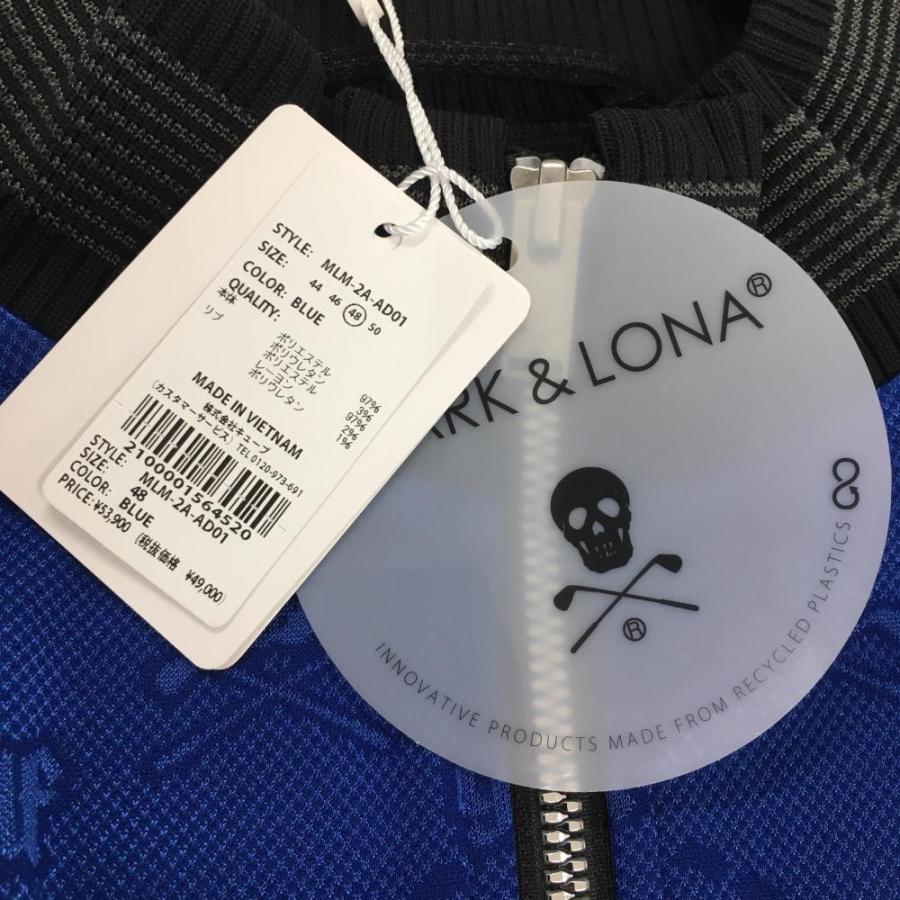 STYLE: MLM-2A-AD01
SIZE: 44 46 48 50
COLOR: BLUE
QUALITY:
本体 ポリエステル 97%
ポリウレタン 3%
リブ ポリエステル 97%
レーヨン 2%
ポリウレタン 1%
MADE IN VIETNAM
株式会社キューブ
(カスタマーサービス) TEL 0120-973-691
2100001564520
STYLE: MLM-2A-AD01
SIZE: 48
COLOR: BLUE
PRICE: ¥53,900 (税抜価格 ¥49,000)
ARK & LONA®
®
INNOVATIVE PRODUCTS MADE FROM RECYCLED PLASTICS